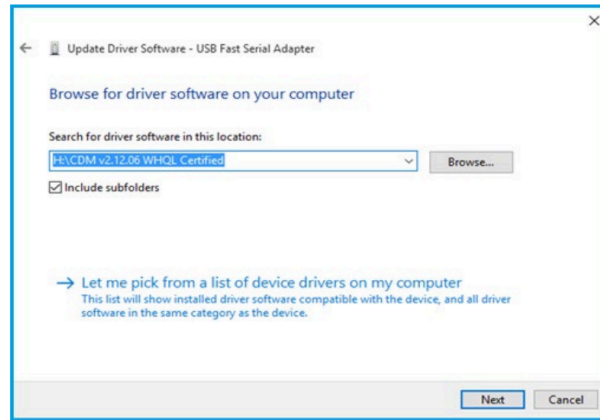 Update Driver Software - USB Fast Serial Adapter
Browse for driver software on your computer
Search for driver software in this location:
H:\CDM v2.12.06 WHQL Certified
Browse...
Include subfolders
Let me pick from a list of device drivers on my computer
This list will show installed driver software compatible with the device, and all driver
software in the same category as the device.
Next
Cancel